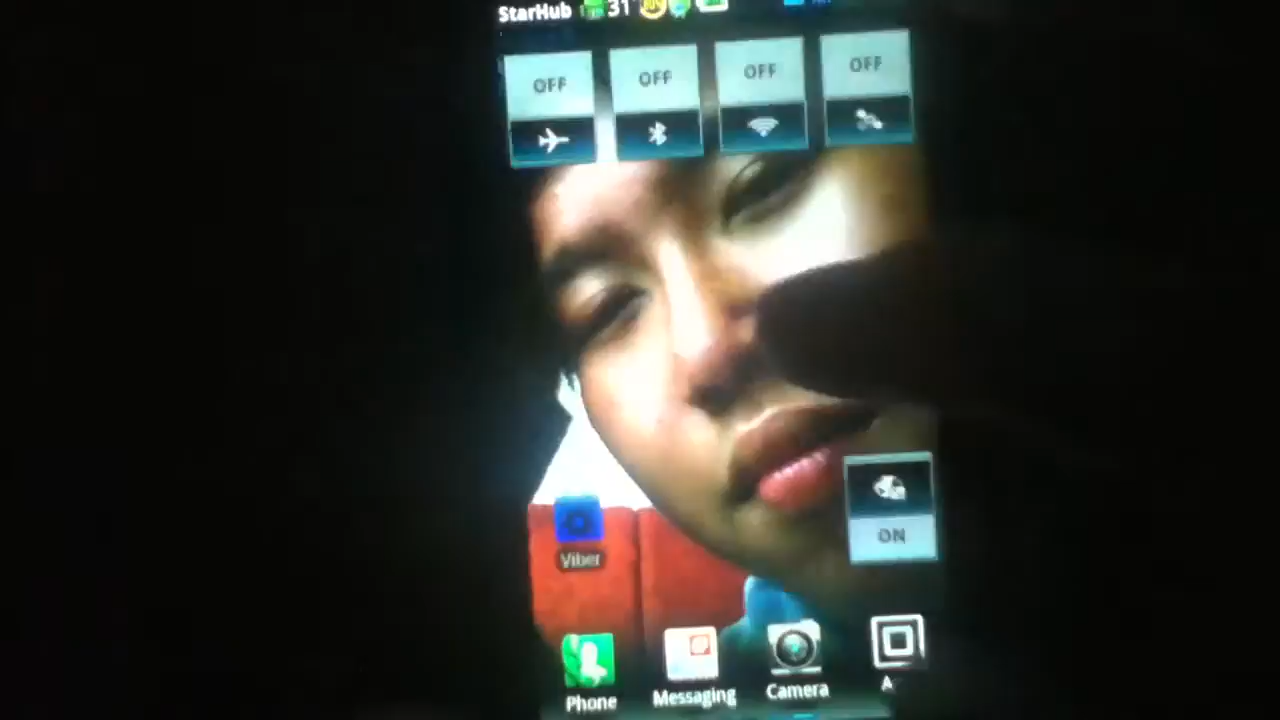 StarHub 31
OFF OFF OFF OFF
ON
Viber
Phone Messaging Camera